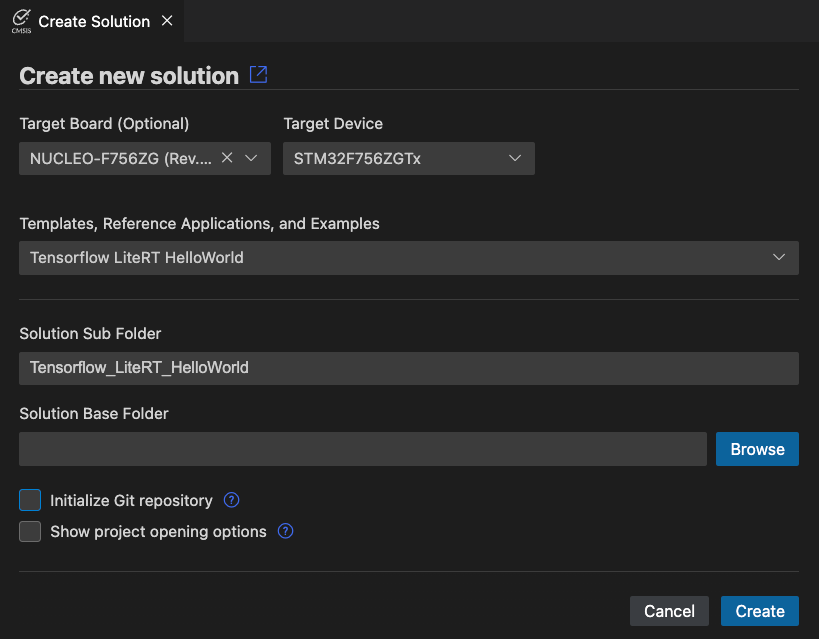 CMSIS
Create Solution
Create new solution
Target Board (Optional) Target Device
NUCLEO-F756ZG (Rev.... STM32F756ZGTx
Templates, Reference Applications, and Examples
Tensorflow LiteRT HelloWorld
Solution Sub Folder
Tensorflow_LiteRT_HelloWorld
Solution Base Folder
Browse
Initialize Git repository ?
Show project opening options ?
Cancel Create